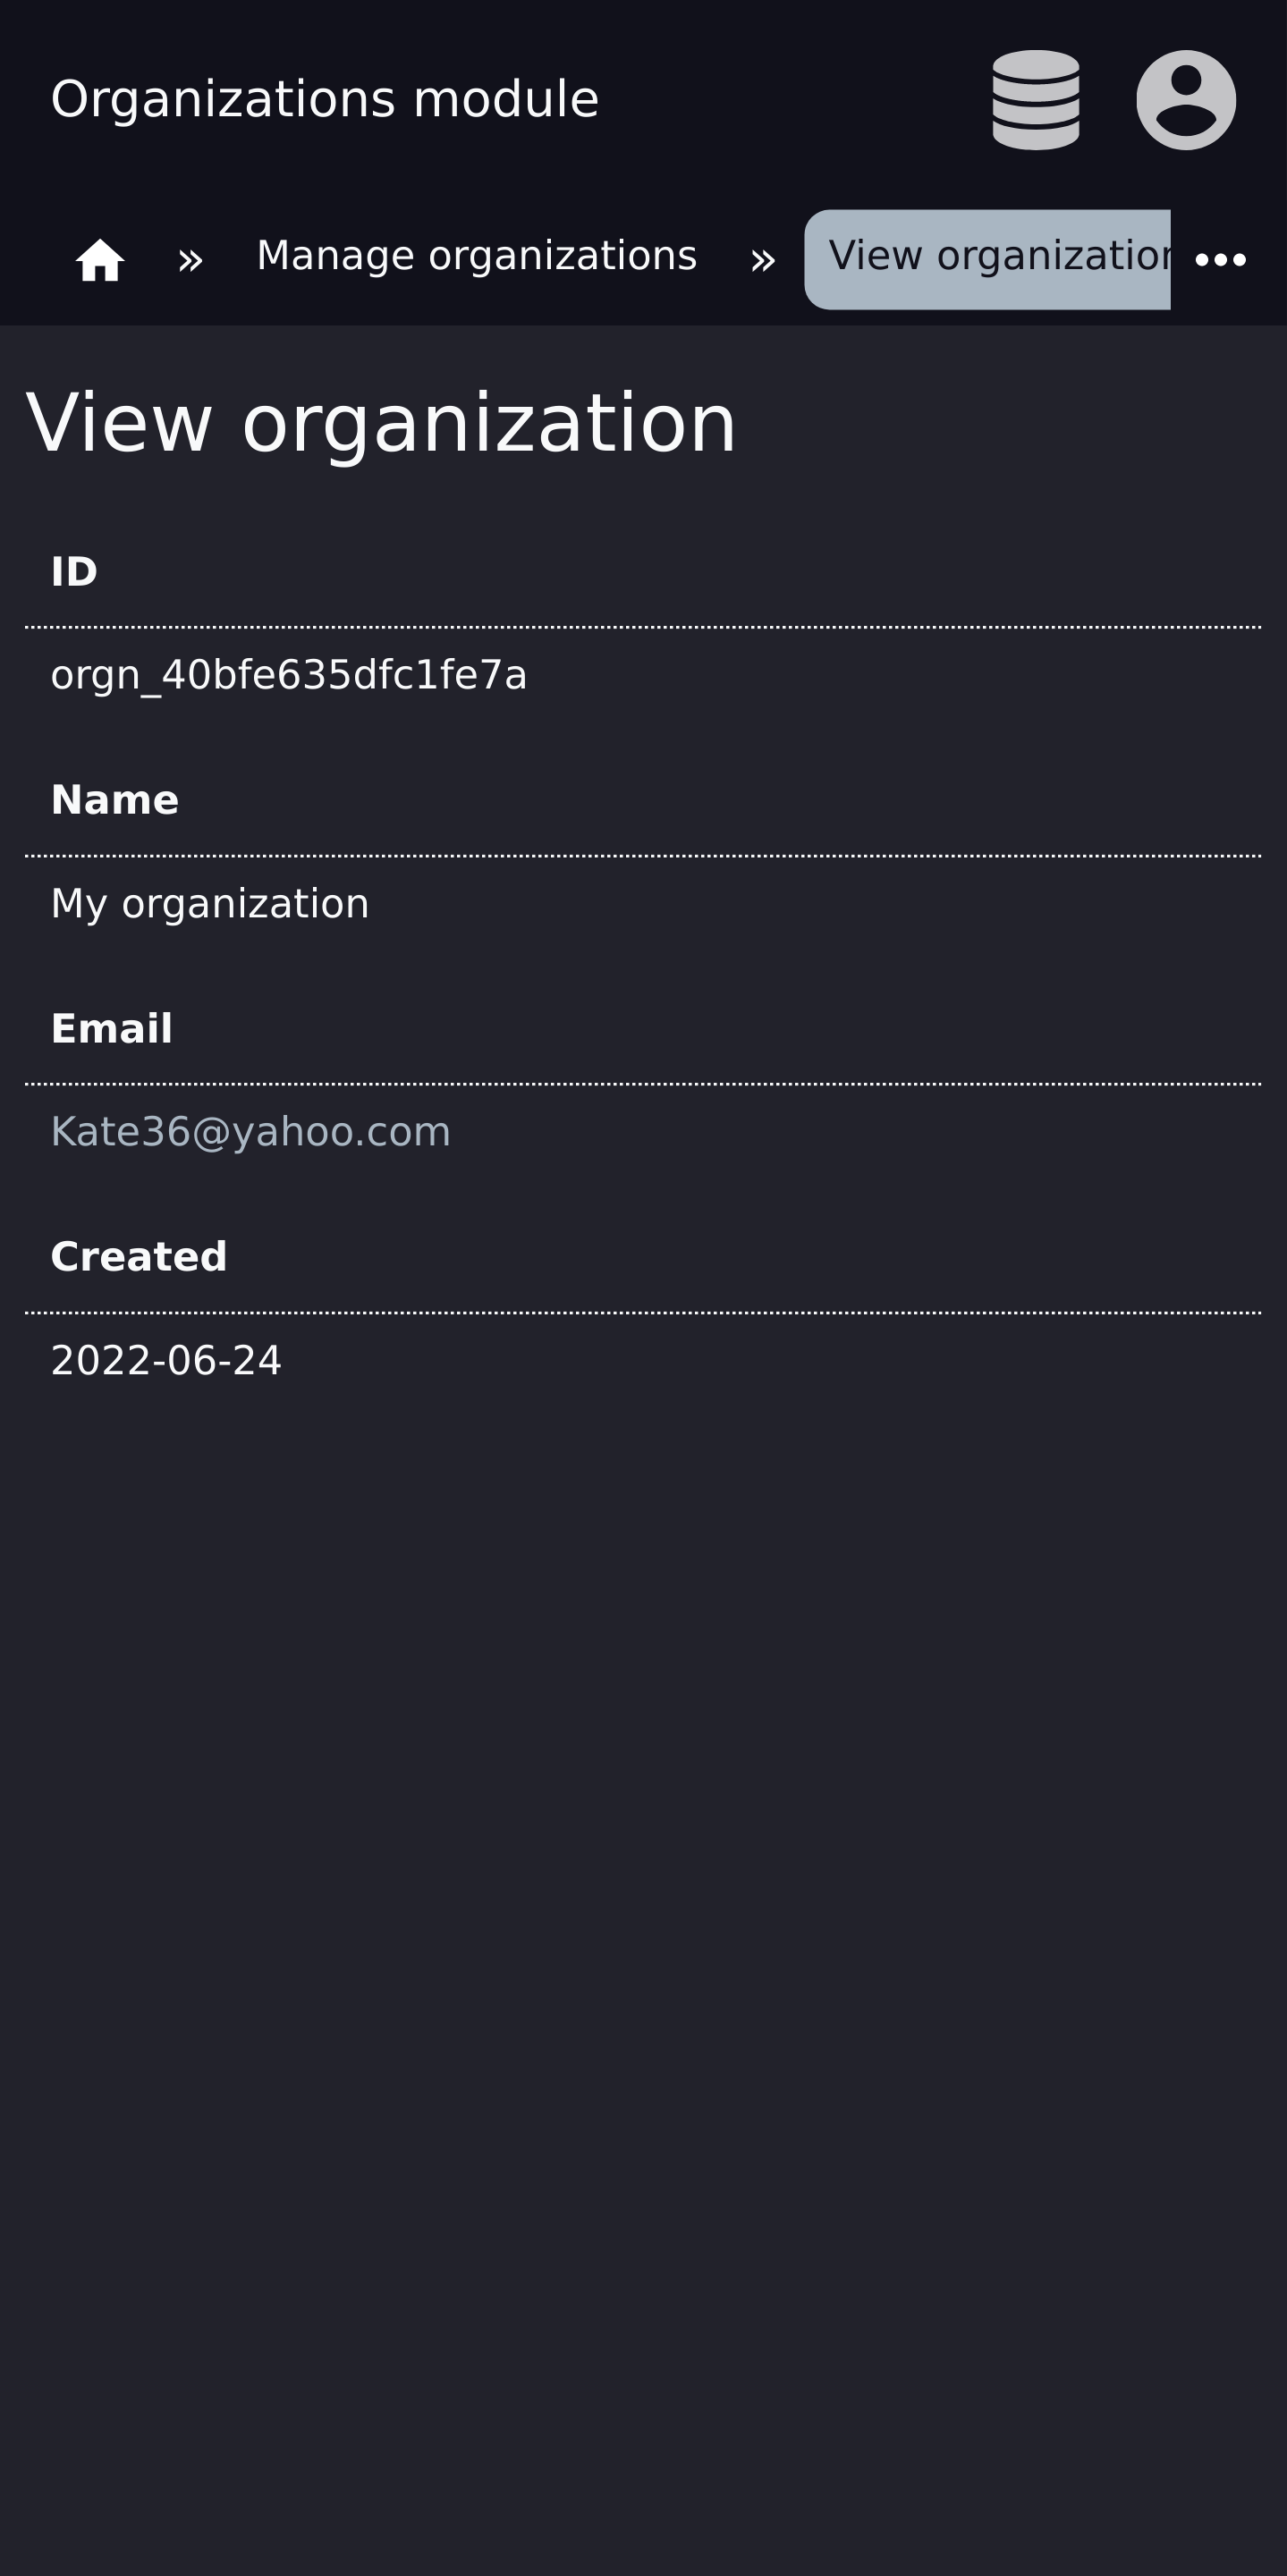 Organizations module
» Manage organizations » View organization
View organization
ID
orgn_40bfe635dfc1fe7a
Name
My organization
Email
Kate36@yahoo.com
Created
2022-06-24